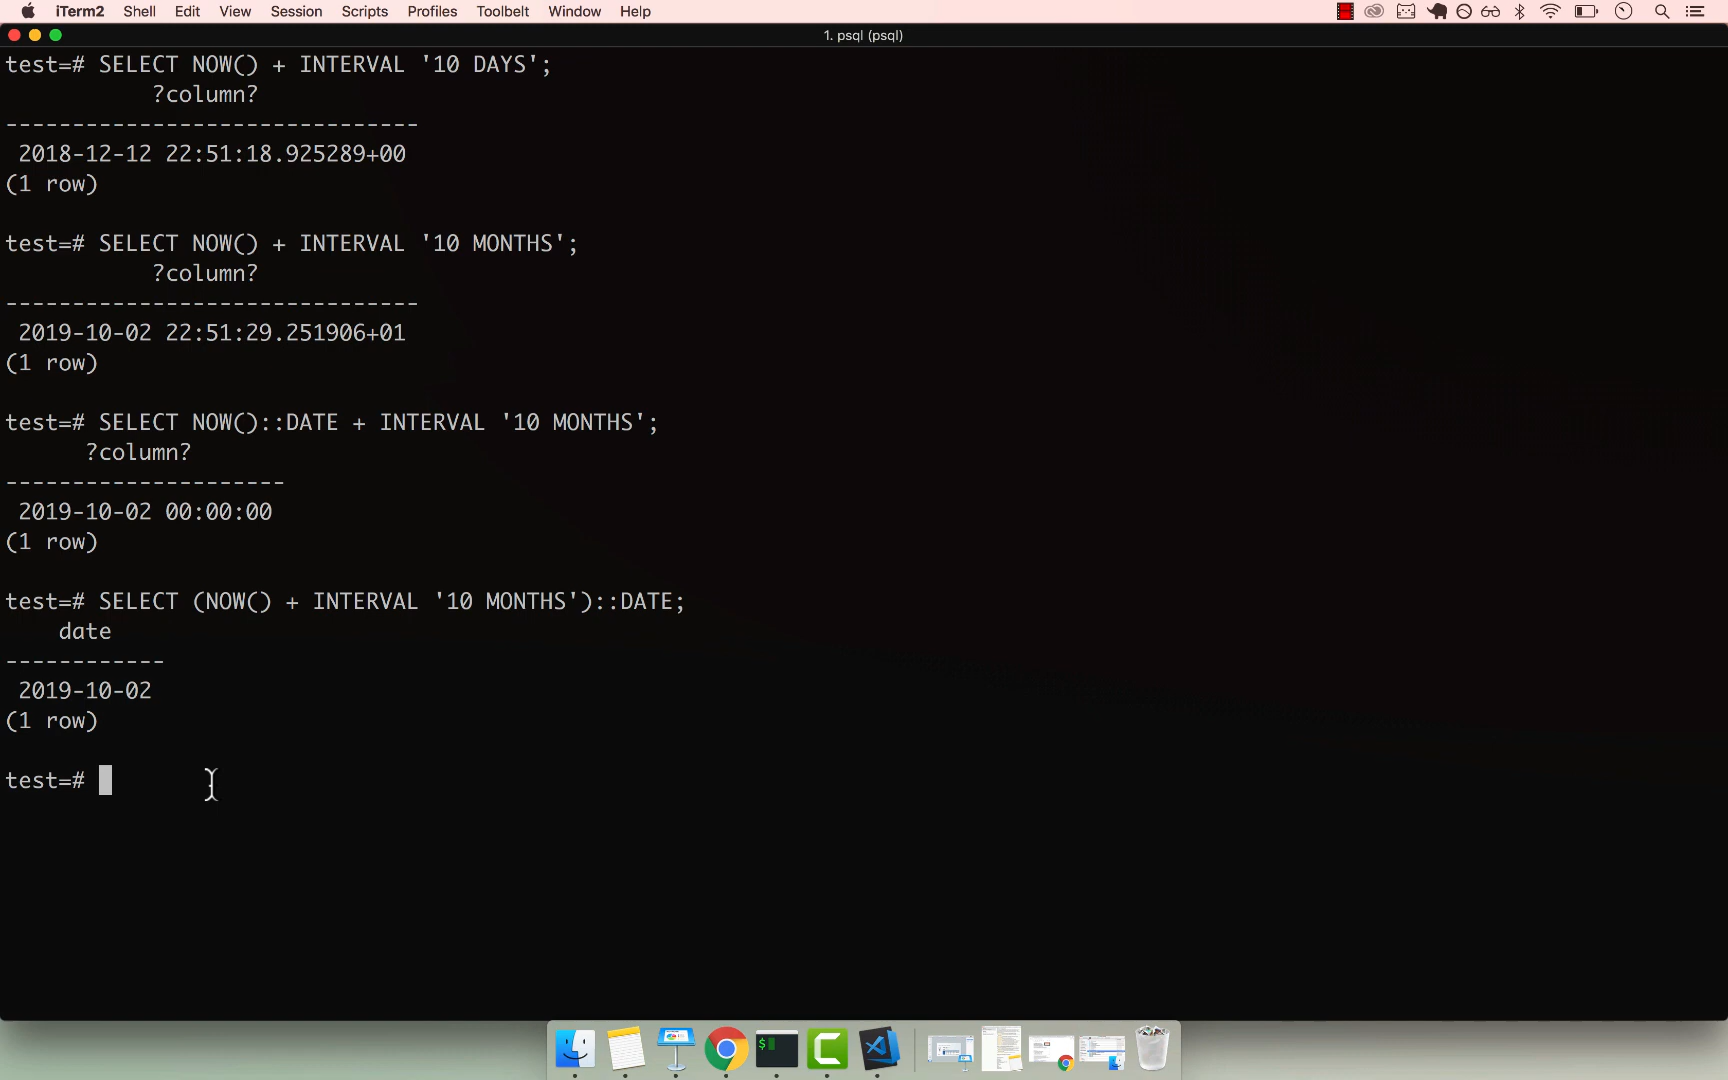 iTerm2 Shell Edit View Session Scripts Profiles Toolbelt Window Help
1. psql (psql)
test=# SELECT NOW() + INTERVAL '10 DAYS';
?column?
-------------------------------
2018-12-12 22:51:18.925289+00
(1 row)
test=# SELECT NOW() + INTERVAL '10 MONTHS';
?column?
-------------------------------
2019-10-02 22:51:29.251906+01
(1 row)
test=# SELECT NOW()::DATE + INTERVAL '10 MONTHS';
?column?
---------------------
2019-10-02 00:00:00
(1 row)
test=# SELECT (NOW() + INTERVAL '10 MONTHS')::DATE;
date
------------
2019-10-02
(1 row)
test=#